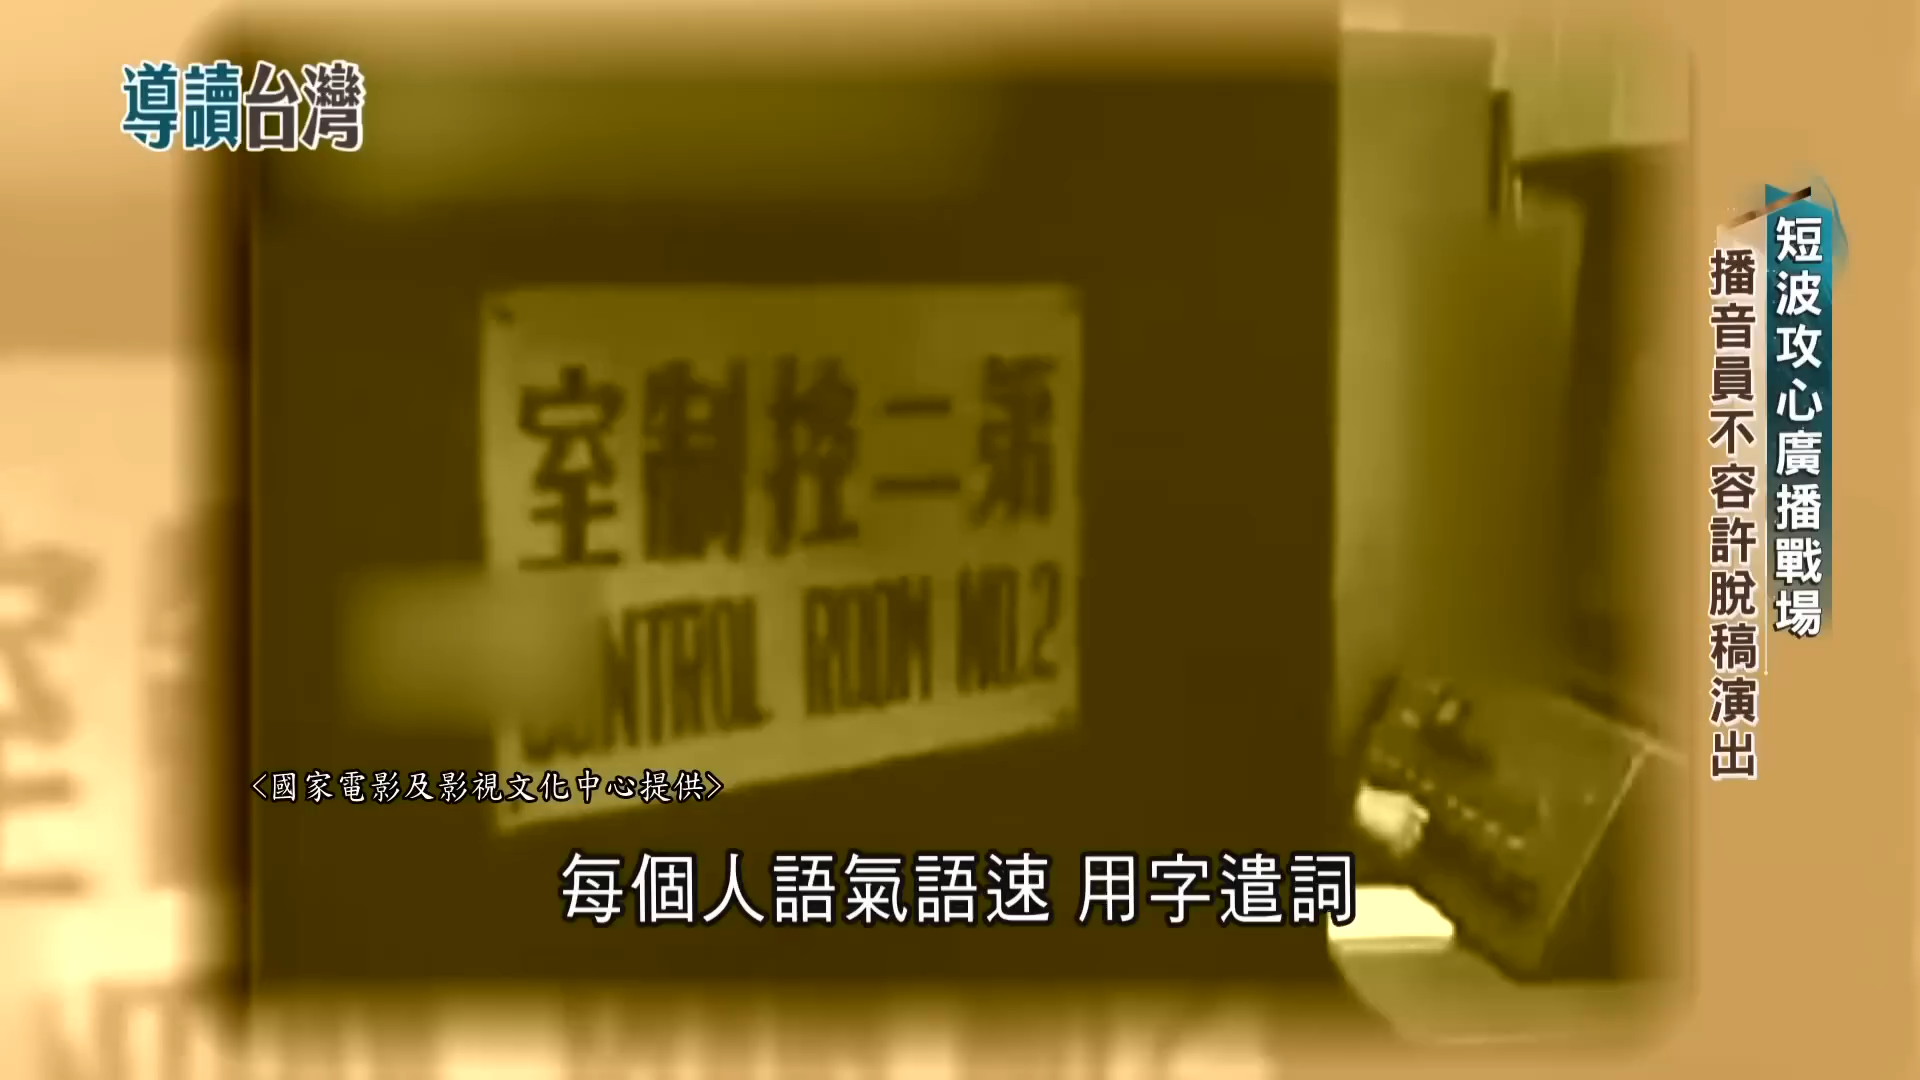 導讀台灣
短波攻心廣播戰場
播音員不容許脫稿演出
室制控二第
CONTROL ROOM NO.2
<國家電影及影視文化中心提供>
每個人語氣語速 用字遣詞